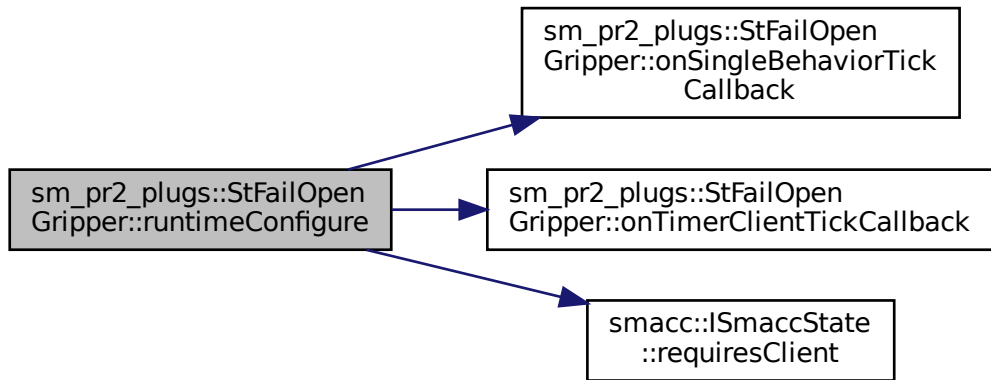 sm_pr2_plugs::StFailOpen
Gripper::runtimeConfigure
sm_pr2_plugs::StFailOpen
Gripper::onSingleBehaviorTick
Callback
sm_pr2_plugs::StFailOpen
Gripper::onTimerClientTickCallback
smacc::ISmaccState
::requiresClient